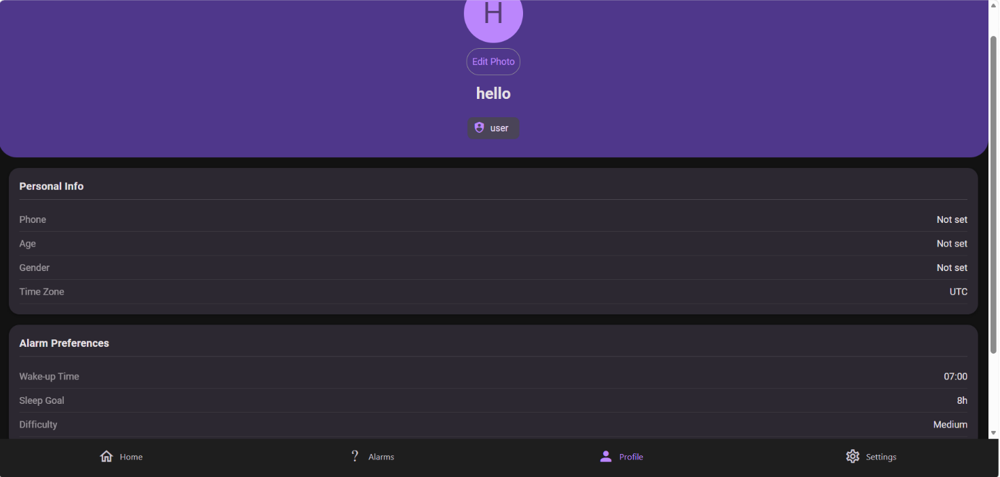 H
Edit Photo
hello
user
Personal Info
Phone Not set
Age Not set
Gender Not set
Time Zone UTC
Alarm Preferences
Wake-up Time 07:00
Sleep Goal 8h
Difficulty Medium
Home ? Alarms Profile Settings